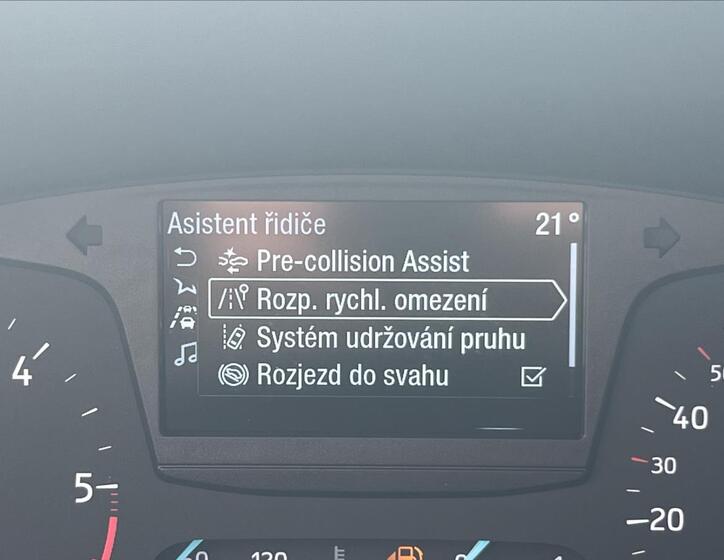 Asistent řidiče 21°
Pre-collision Assist
Rozp. rychl. omezení
Systém udržování pruhu
Rozjezd do svahu
4
5
50
40
30
20
120